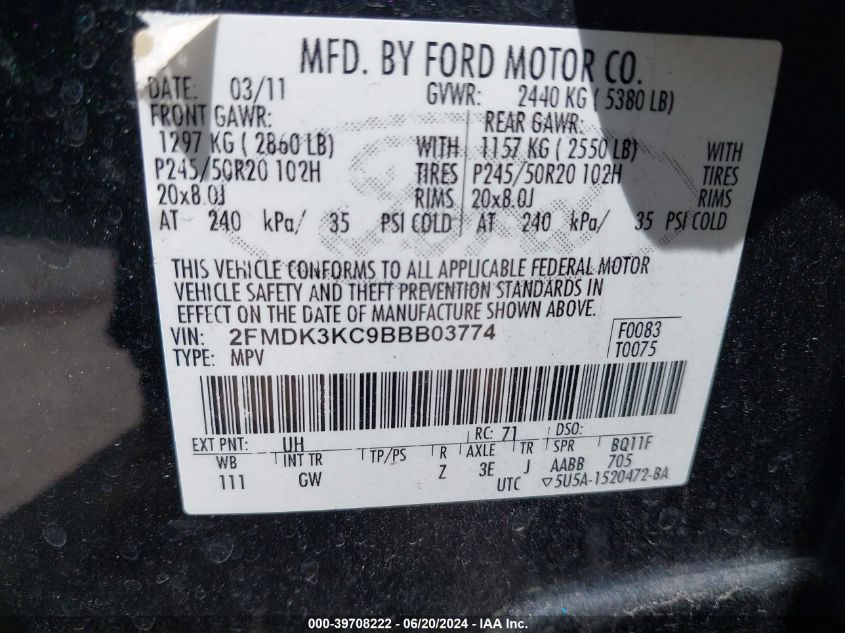 MFD. BY FORD MOTOR CO.
DATE: 03/11 GVWR: 2440 KG ( 5380 LB)
FRONT GAWR: REAR GAWR:
1297 KG ( 2860 LB) WITH 1157 KG ( 2550 LB) WITH
P245/50R20 102H TIRES P245/50R20 102H TIRES
20x8.0J RIMS 20x8.0J RIMS
AT 240 kPa/ 35 PSI COLD AT 240 kPa/ 35 PSI COLD
THIS VEHICLE CONFORMS TO ALL APPLICABLE FEDERAL MOTOR
VEHICLE SAFETY AND THEFT PREVENTION STANDARDS IN
EFFECT ON THE DATE OF MANUFACTURE SHOWN ABOVE.
VIN: 2FMDK3KC9BBB03774 F0083
TYPE: MPV T0075
EXT PNT: UH RC: 71 DSO:
WB INT TR TP/PS R AXLE TR SPR BQ11F
111 GW Z 3E J AABB 705
UTC ▽5U5A-1520472-BA
000-39708222 - 06/20/2024 - IAA Inc.